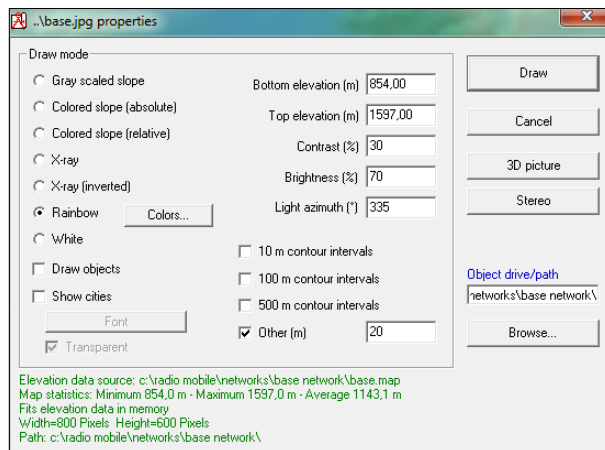 ..\base.jpg properties
Draw mode
Gray scaled slope
Colored slope (absolute)
Colored slope (relative)
X-ray
X-ray (inverted)
Rainbow
Colors...
White
Draw objects
Show cities
Font
Transparent
Bottom elevation (m) 854,00
Top elevation (m) 1597,00
Contrast (%) 30
Brightness (%) 70
Light azimuth (°) 335
10 m contour intervals
100 m contour intervals
500 m contour intervals
Other (m) 20
Draw
Cancel
3D picture
Stereo
Object drive/path
networks\base network\
Browse...
Elevation data source: c:\radio mobile\networks\base network\base.map
Map statistics: Minimum 854,0 m - Maximum 1597,0 m - Average 1143,1 m
Fits elevation data in memory
Width=800 Pixels Height=600 Pixels
Path: c:\radio mobile\networks\base network\